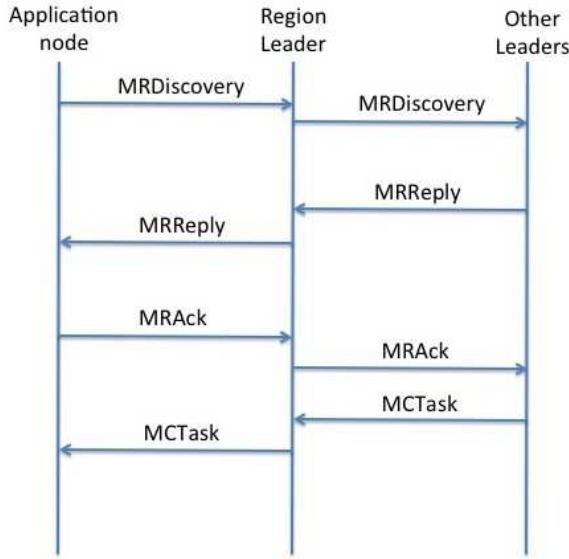 Application
node
Region
Leader
Other
Leaders
MRDiscovery
MRDiscovery
MRReply
MRReply
MRAck
MRAck
MCTask
MCTask